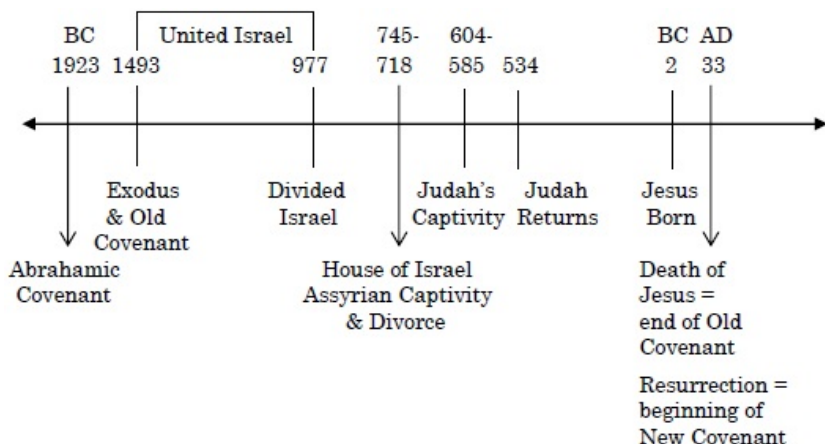 BC
1923
United Israel
1493
977
745-
718
604-
585
534
BC AD
2 33
Exodus
& Old
Covenant
Divided
Israel
Judah's
Captivity
Judah
Returns
Jesus
Born
Abrahamic
Covenant
House of Israel
Assyrian Captivity
& Divorce
Death of
Jesus =
end of Old
Covenant
Resurrection =
beginning of
New Covenant